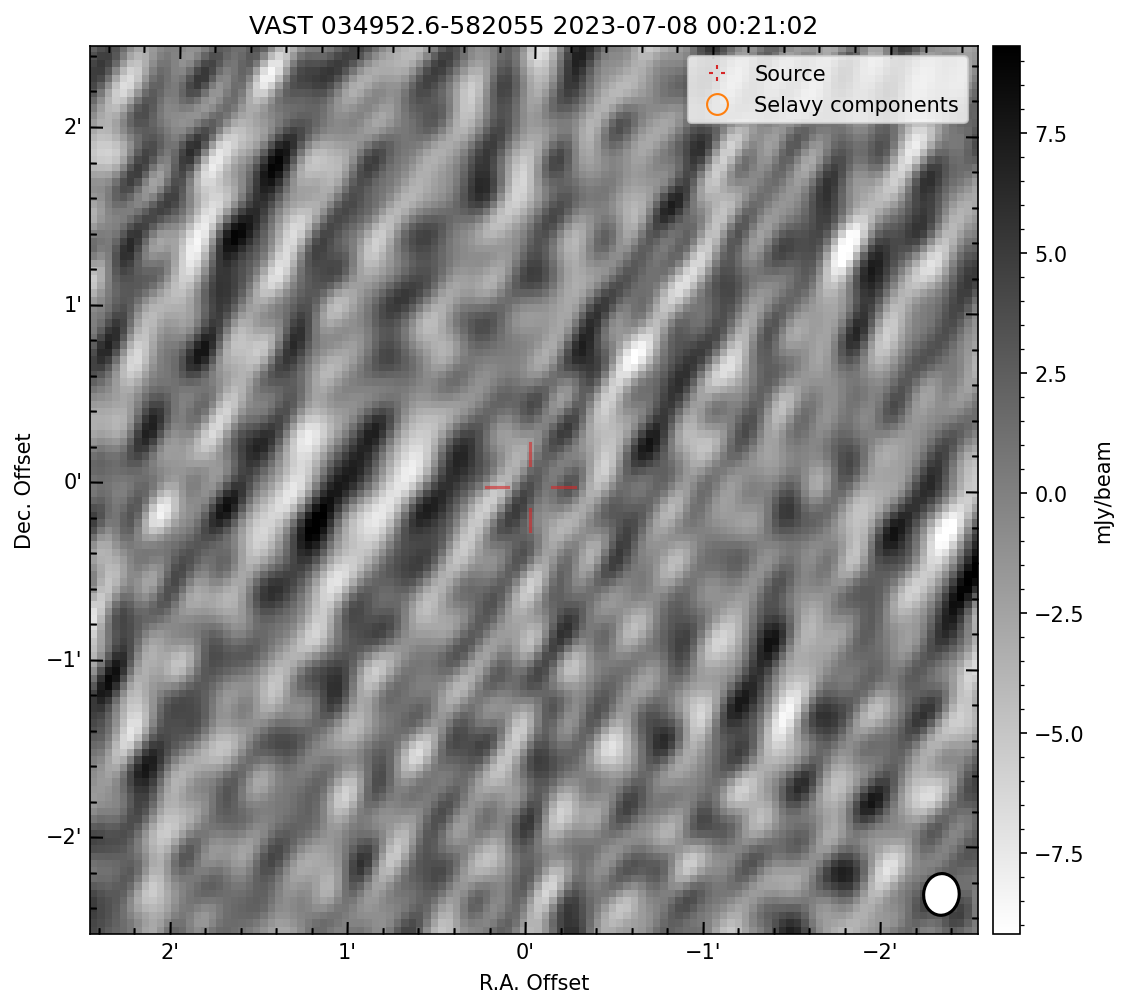 VAST 034952.6-582055 2023-07-08 00:21:02
Source
Selavy components
2'
1'
0'
−1'
−2'
Dec. Offset
2'
1'
0'
−1'
−2'
R.A. Offset
7.5
5.0
2.5
0.0
−2.5
−5.0
−7.5
mJy/beam